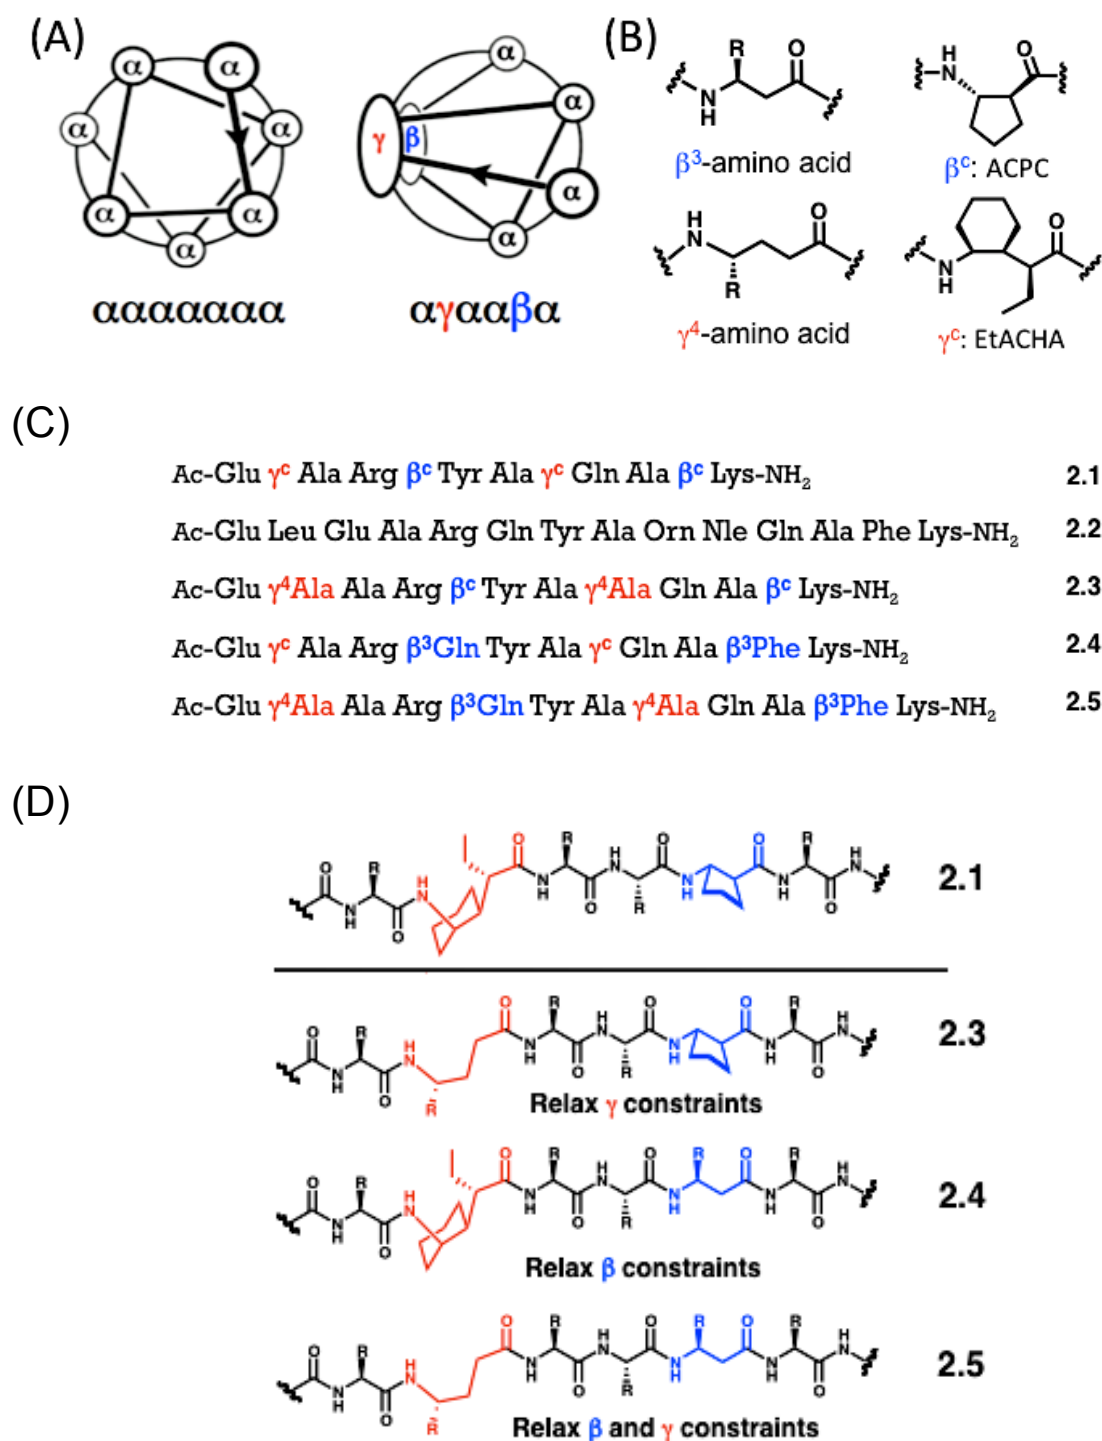 (A)
α α α α α α α
ααααααα
γ β α α α α
αγααβα
(B)
N H R O
β³-amino acid
H N O
βᶜ: ACPC
H N R O
γ⁴-amino acid
N H O
γᶜ: EtACHA
(C)
Ac-Glu γᶜ Ala Arg βᶜ Tyr Ala γᶜ Gln Ala βᶜ Lys-NH₂ 2.1
Ac-Glu Leu Glu Ala Arg Gln Tyr Ala Orn Nle Gln Ala Phe Lys-NH₂ 2.2
Ac-Glu γ⁴Ala Ala Arg βᶜ Tyr Ala γ⁴Ala Gln Ala βᶜ Lys-NH₂ 2.3
Ac-Glu γᶜ Ala Arg β³Gln Tyr Ala γᶜ Gln Ala β³Phe Lys-NH₂ 2.4
Ac-Glu γ⁴Ala Ala Arg β³Gln Tyr Ala γ⁴Ala Gln Ala β³Phe Lys-NH₂ 2.5
(D)
O N H R O H N O N H R O H N R O N H O N H R O H N
2.1
O N H R O H N R O N H R O H N R O N H O N H R O H N
2.3
Relax γ constraints
O N H R O H N O N H R O H N R O N H R O N H R O H N
2.4
Relax β constraints
O N H R O H N R O N H R O H N R O N H R O N H R O H N
2.5
Relax β and γ constraints